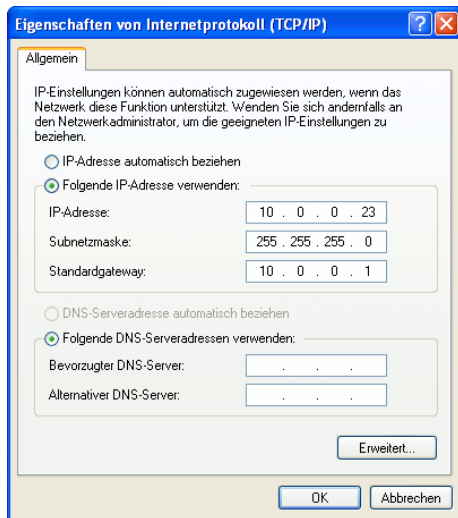 Eigenschaften von Internetprotokoll (TCP/IP)
Allgemein
IP-Einstellungen können automatisch zugewiesen werden, wenn das
Netzwerk diese Funktion unterstützt. Wenden Sie sich andernfalls an
den Netzwerkadministrator, um die geeigneten IP-Einstellungen zu
beziehen.
IP-Adresse automatisch beziehen
Folgende IP-Adresse verwenden:
IP-Adresse: 10 . 0 . 0 . 23
Subnetzmaske: 255 . 255 . 255 . 0
Standardgateway: 10 . 0 . 0 . 1
DNS-Serveradresse automatisch beziehen
Folgende DNS-Serveradressen verwenden:
Bevorzugter DNS-Server: . . .
Alternativer DNS-Server: . . .
Erweitert...
OK Abbrechen